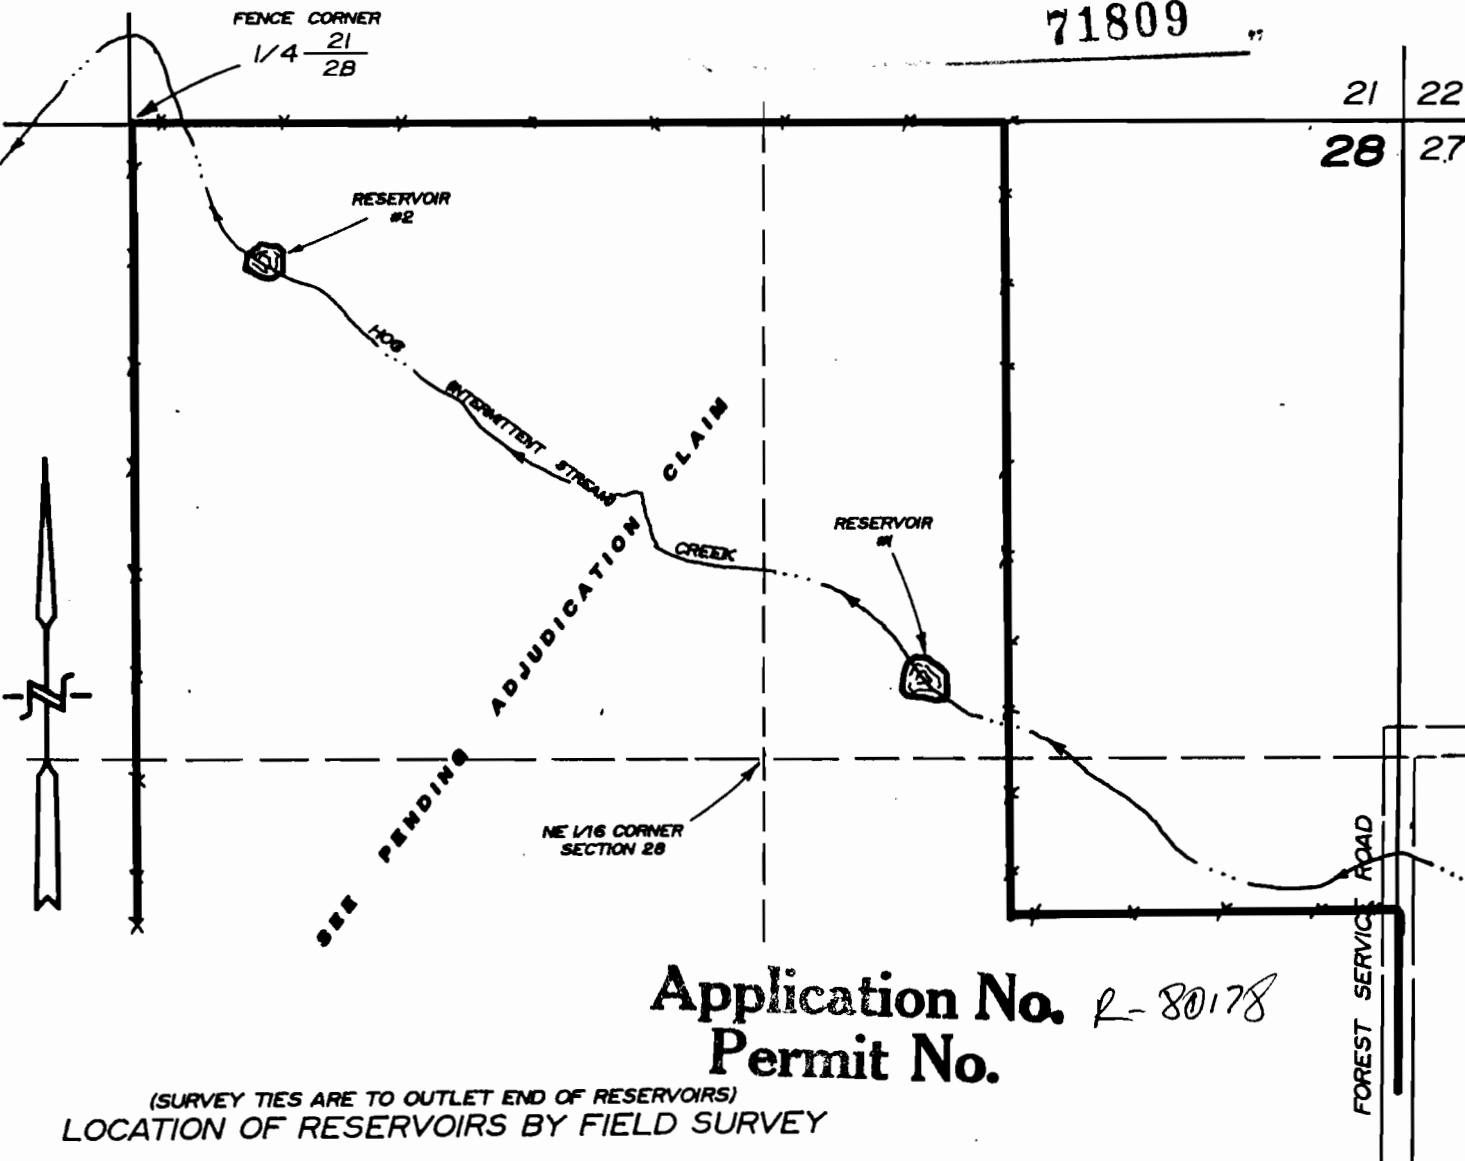 FENCE CORNER
1/4 21
28
71809 "
21 22
28 27
RESERVOIR
#2
HOG
(INTERMITTENT STREAM)
CREEK
RESERVOIR
#1
SEE PENDING ADJUDICATION CLAIM
N
NE 1/16 CORNER
SECTION 28
FOREST SERVICE ROAD
Application No. R-80178
Permit No.
(SURVEY TIES ARE TO OUTLET END OF RESERVOIRS)
LOCATION OF RESERVOIRS BY FIELD SURVEY